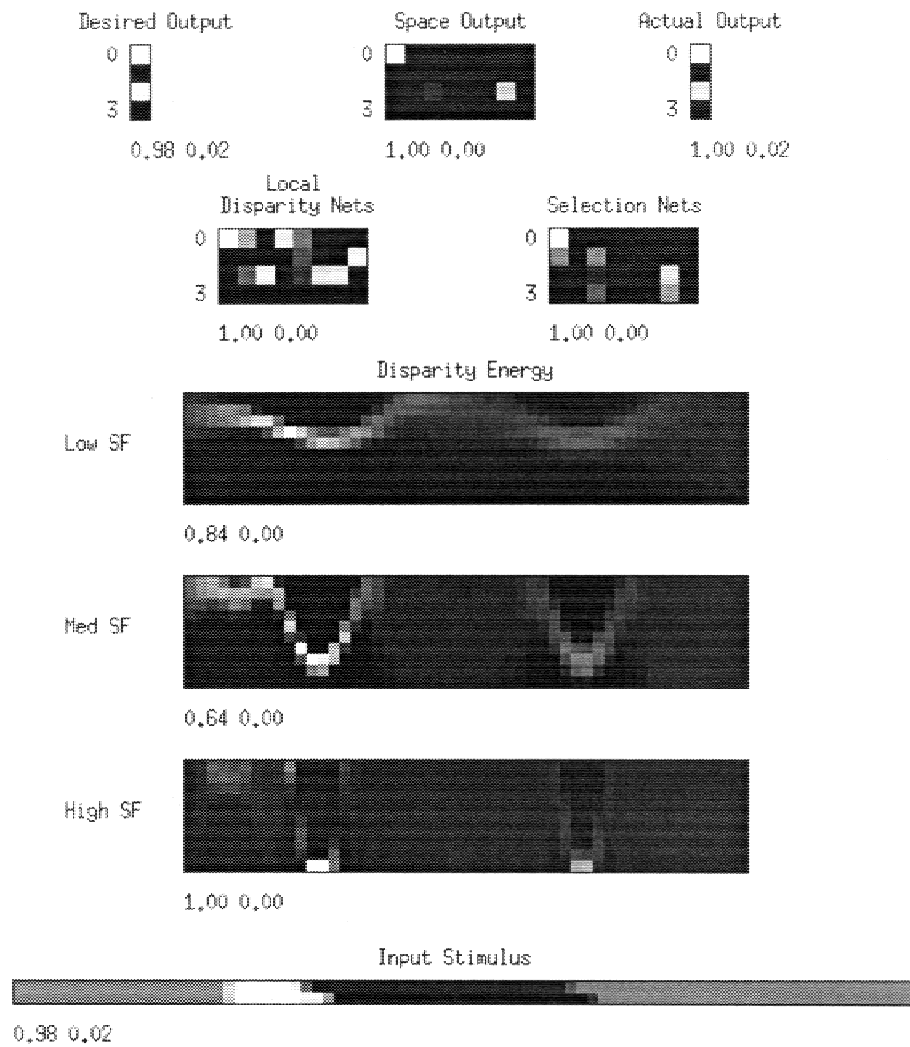 Desired Output
Space Output
Actual Output
0
0
0
3
3
3
0.98 0.02
1.00 0.00
1.00 0.02
Local
Disparity Nets
Selection Nets
0
0
3
3
1.00 0.00
1.00 0.00
Disparity Energy
Low SF
0.84 0.00
Med SF
0.64 0.00
High SF
1.00 0.00
Input Stimulus
0.98 0.02